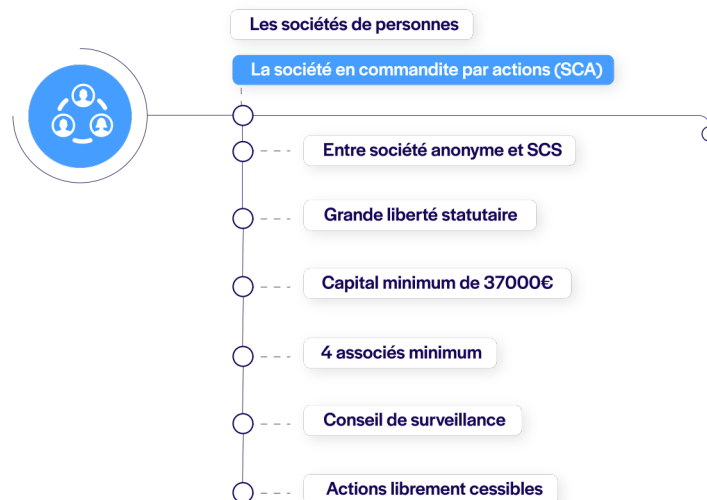 Les sociétés de personnes
La société en commandite par actions (SCA)
Entre société anonyme et SCS
Grande liberté statutaire
Capital minimum de 37000€
4 associés minimum
Conseil de surveillance
Actions librement cessibles